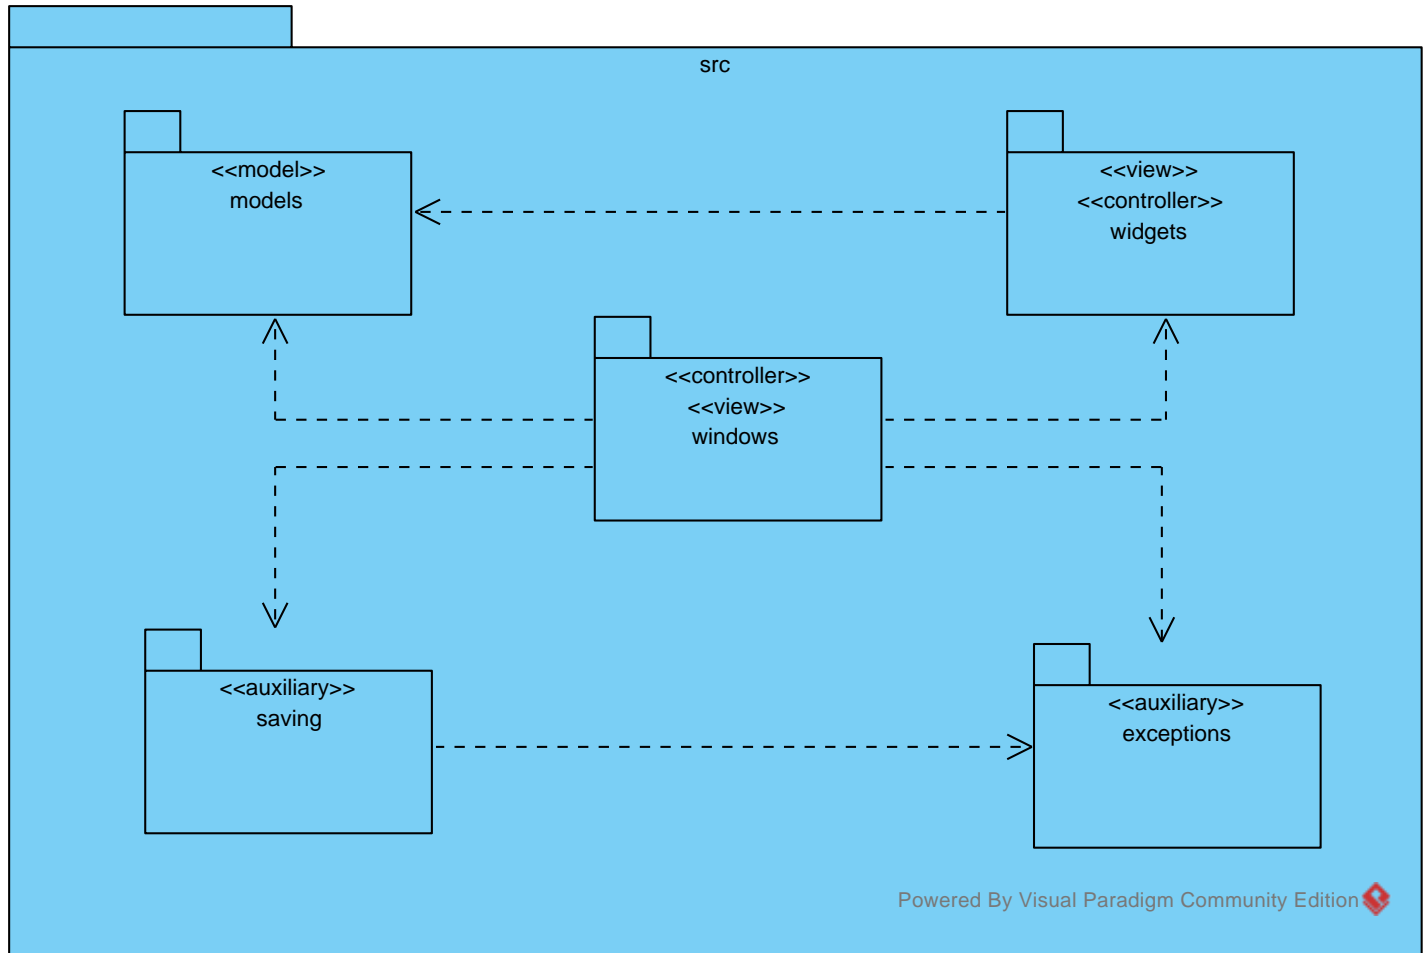 src
<<model>>
models
<<view>>
<<controller>>
widgets
<<controller>>
<<view>>
windows
<<auxiliary>>
saving
<<auxiliary>>
exceptions
Powered By Visual Paradigm Community Edition